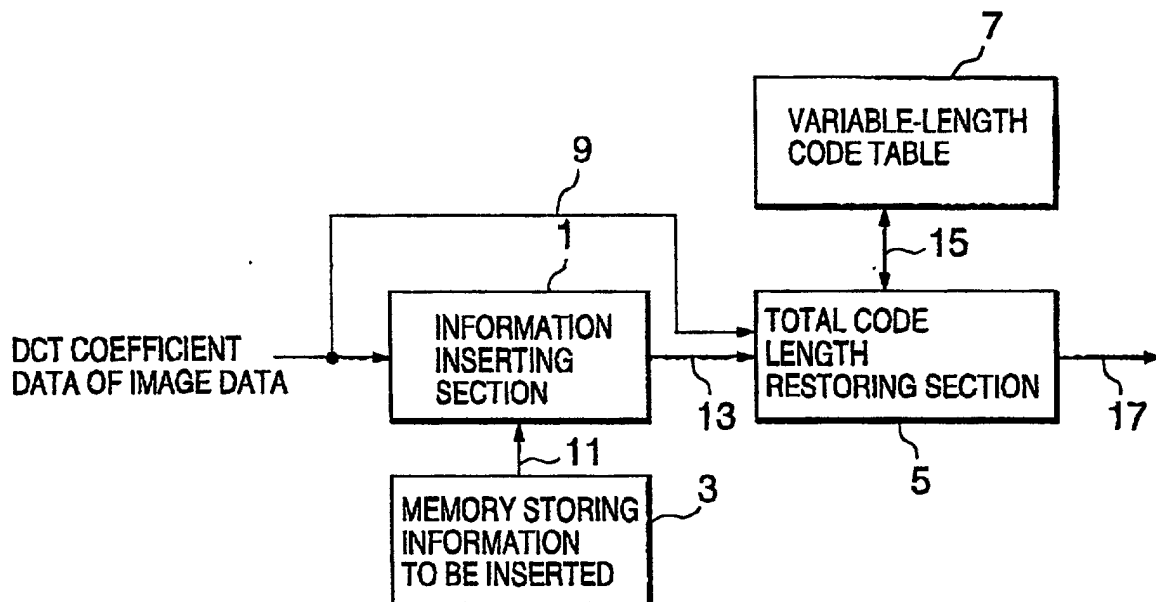 7
VARIABLE-LENGTH
CODE TABLE
9
1
15
DCT COEFFICIENT
DATA OF IMAGE DATA
INFORMATION
INSERTING
SECTION
13
TOTAL CODE
LENGTH
RESTORING SECTION
17
11
5
MEMORY STORING
INFORMATION
TO BE INSERTED
3